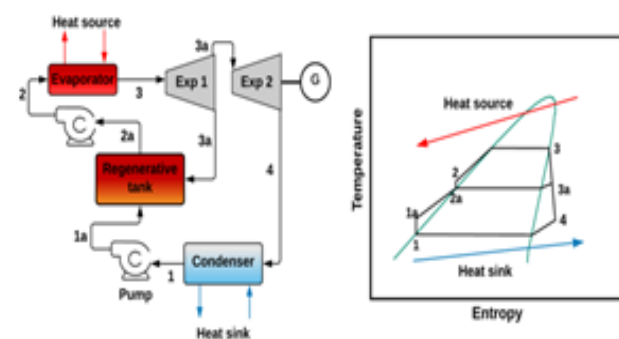 Heat source
3a
Evaporator
Exp 1
Exp 2
G
2
3
C
2a
3a
Regenerative
tank
4
1a
C
Condenser
1
Pump
Heat sink
Temperature
Heat source
3
2
2a
3a
1a
4
1
Heat sink
Entropy